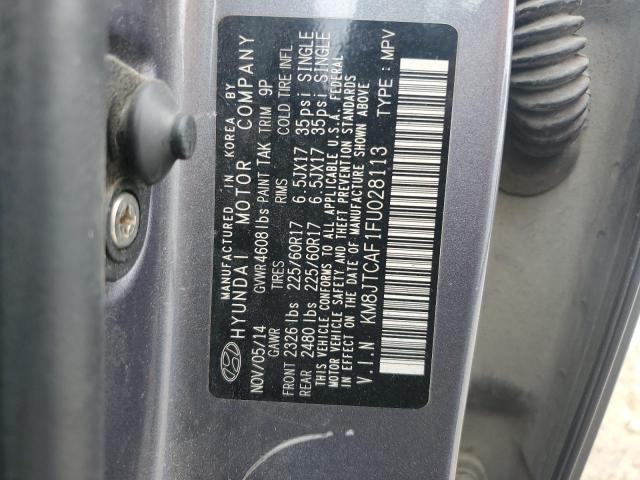 MANUFACTURED IN KOREA BY
HYUNDAI MOTOR COMPANY
NOV/05/14 GVWR 4608 lbs PAINT TAK TRIM 9P
GAWR TIRES RIMS COLD TIRE INFL.
FRONT 2326 lbs 225/60R17 6.5JX17 35psi SINGLE
REAR 2480 lbs 225/60R17 6.5JX17 35psi SINGLE
THIS VEHICLE CONFORMS TO ALL APPLICABLE U.S.A. FEDERAL
MOTOR VEHICLE SAFETY AND THEFT PREVENTION STANDARDS
IN EFFECT ON THE DATE OF MANUFACTURE SHOWN ABOVE
V.I.N KM8JTCAF1FU028113 TYPE : MPV